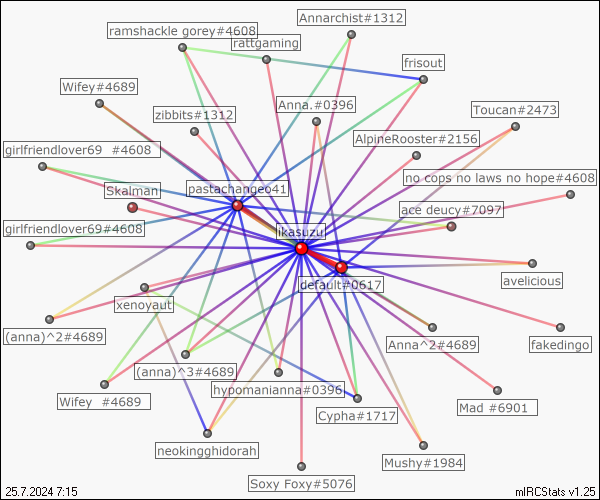 Annarchist#1312
ramshackle gorey#4608
rattgaming
frisout
Wifey#4689
Anna.#0396
zibbits#1312
Toucan#2473
AlpineRooster#2156
girlfriendlover69  #4608
no cops no laws no hope#4608
Skalman
pastachangeo41
ace deucy#7097
girlfriendlover69#4608
ikasuzu
avelicious
default#0617
xenoyaut
(anna)^2#4689
fakedingo
Anna^2#4689
(anna)^3#4689
hypomanianna#0396
Wifey  #4689
Mad #6901
Cypha#1717
neokingghidorah
Mushy#1984
Soxy Foxy#5076
25.7.2024 7:15
mIRCStats v1.25